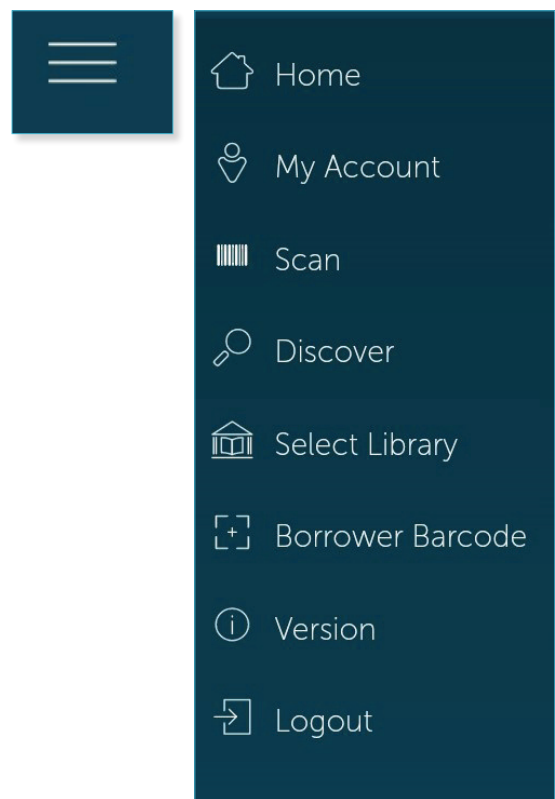 Home
My Account
Scan
Discover
Select Library
Borrower Barcode
Version
Logout